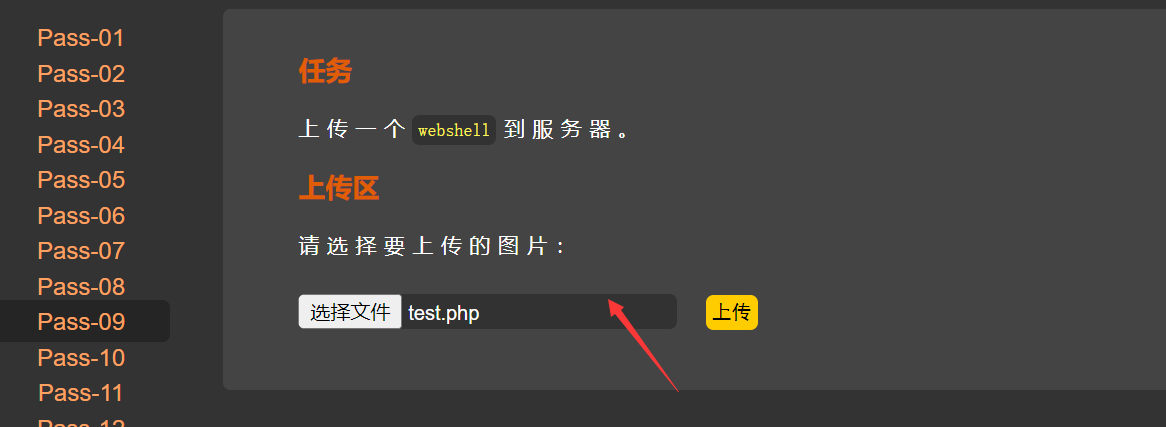 Pass-01
Pass-02
Pass-03
Pass-04
Pass-05
Pass-06
Pass-07
Pass-08
Pass-09
Pass-10
Pass-11
Pass-12
任务
上传一个 webshell 到服务器。
上传区
请选择要上传的图片：
选择文件 test.php 上传